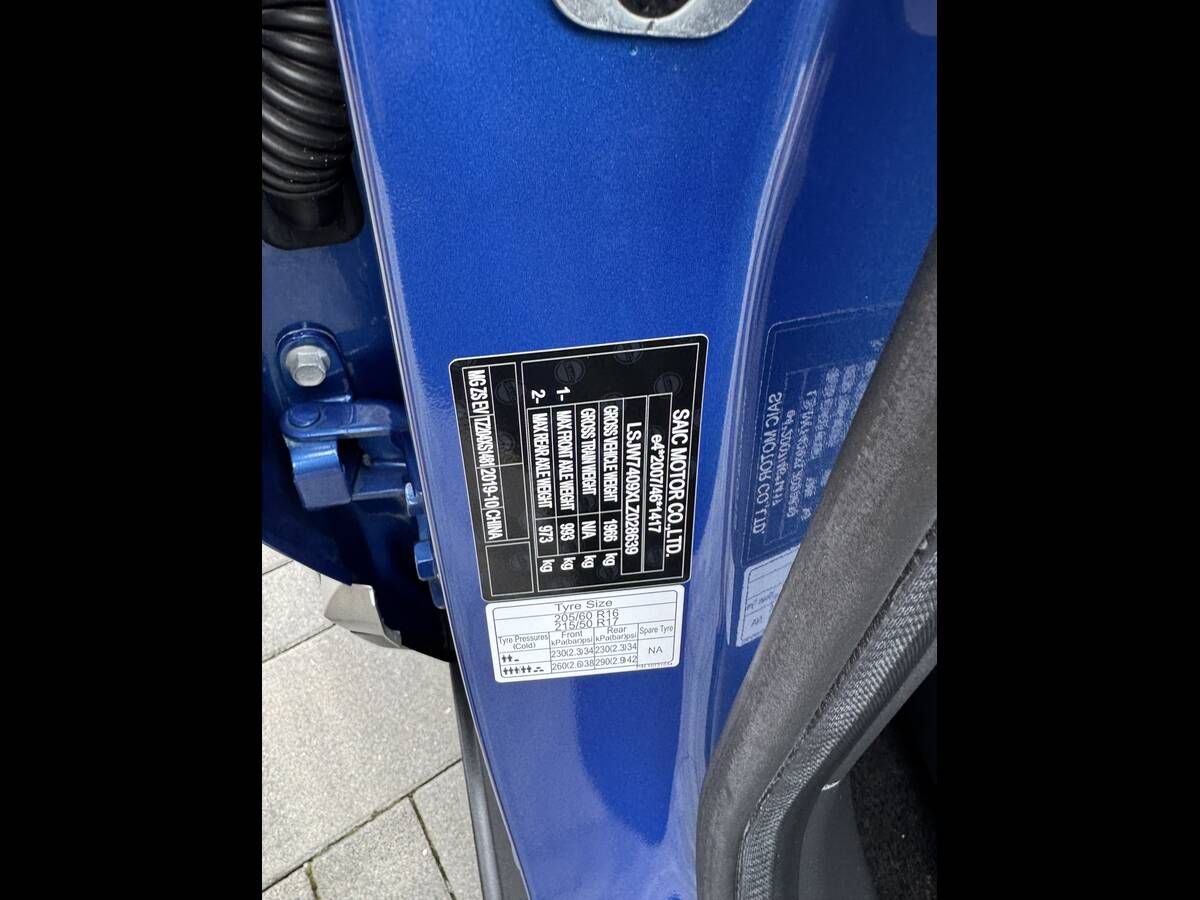 SAIC MOTOR CO.,LTD.
e4*2007/46*1417
LSJW7409XLZ028639
GROSS VEHICLE WEIGHT 1966 kg
GROSS TRAIN WEIGHT N/A kg
1- MAX FRONT AXLE WEIGHT 993 kg
2- MAX REAR AXLE WEIGHT 973 kg
MG ZS EV TZ204XS1481 2019-10 CHINA
Tyre Size
205/60 R16
215/50 R17
Tyre Pressures (Cold) Front kPa(bar)psi Rear kPa(bar)psi Spare Tyre
230(2.3)34 230(2.3)34 NA
260(2.6)38 290(2.9)42